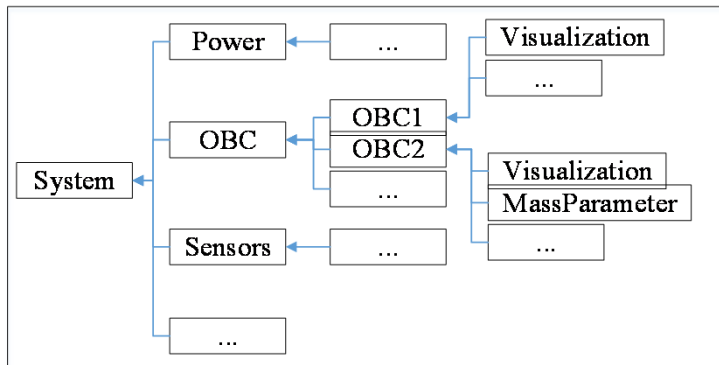 Power
...
Visualization
...
OBC
OBC1
OBC2
...
Visualization
MassParameter
...
System
Sensors
...
...